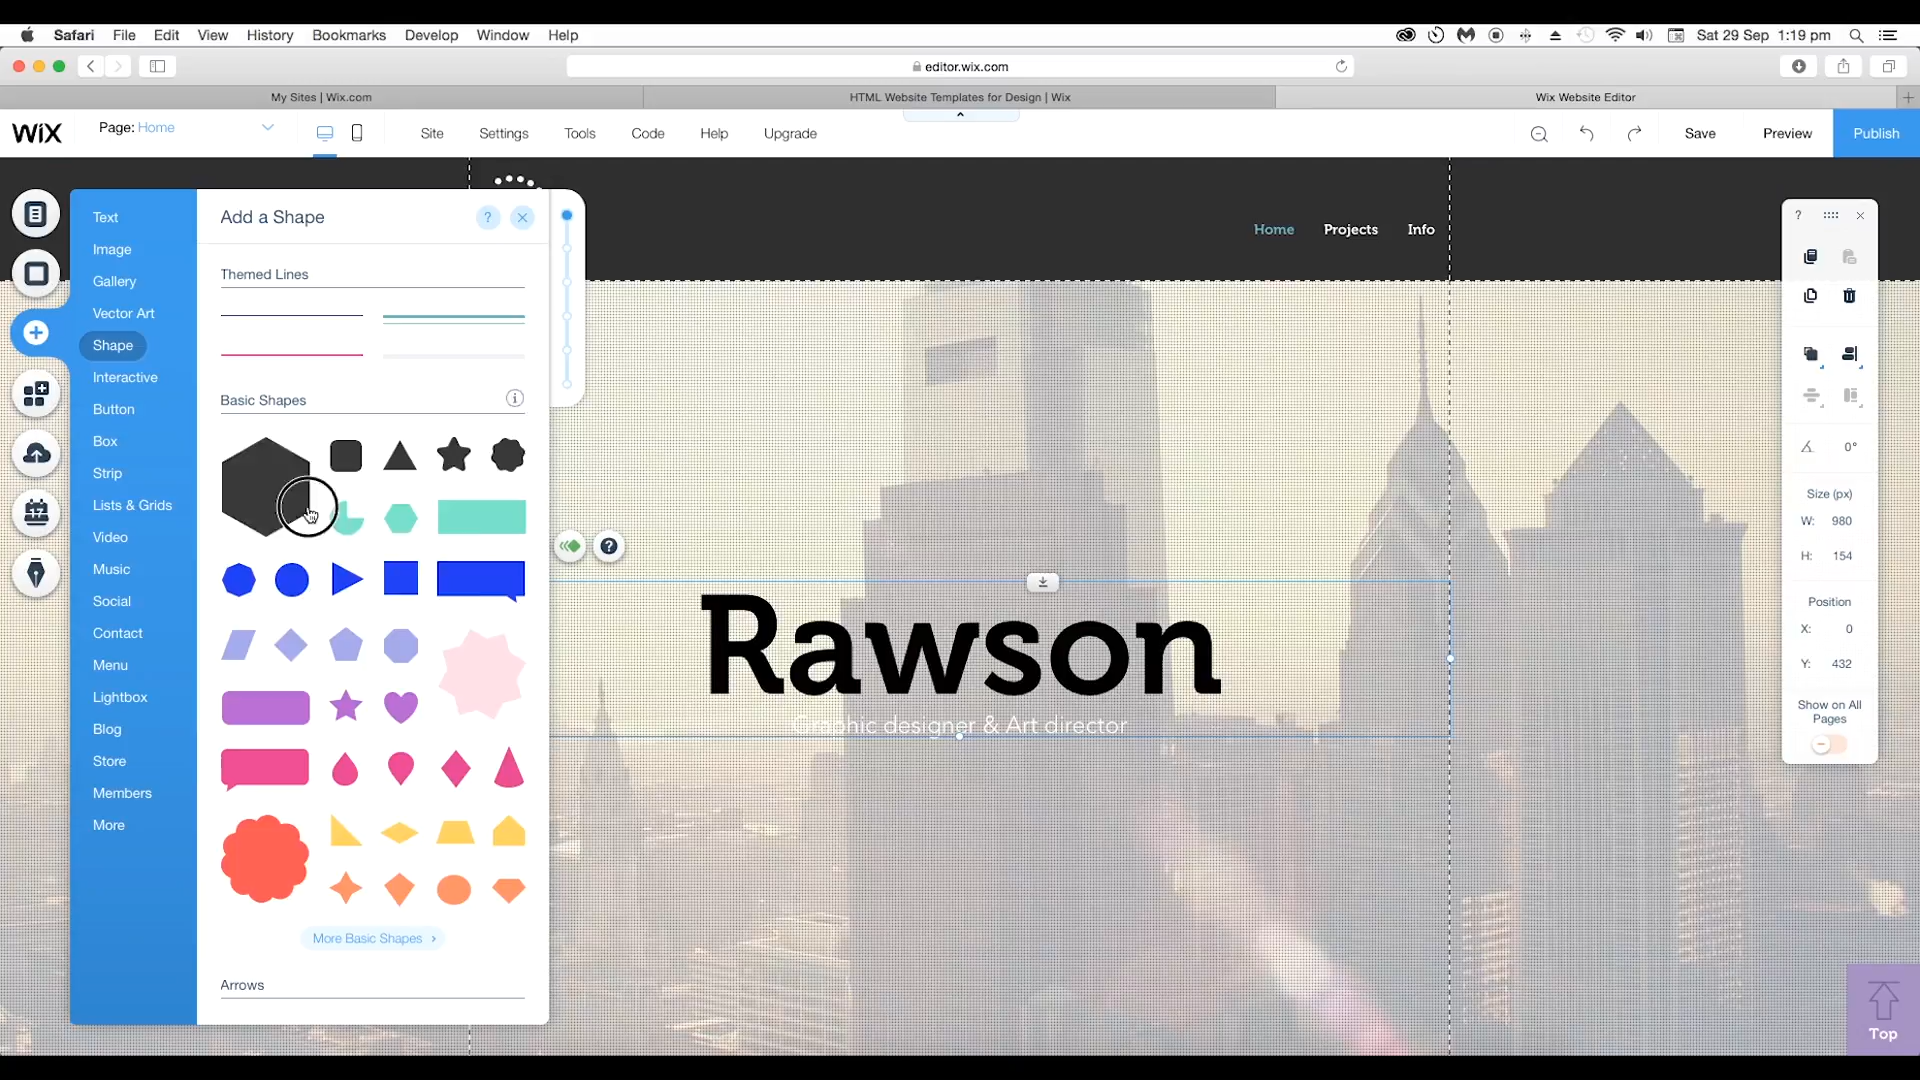 Safari File Edit View History Bookmarks Develop Window Help Sat 29 Sep 1:19 pm
editor.wix.com
My Sites | Wix.com HTML Website Templates for Design | Wix Wix Website Editor
WiX Page: Home Site Settings Tools Code Help Upgrade Save Preview Publish
Home Projects Info
Text
Image
Gallery
Vector Art
Shape
Interactive
Button
Box
Strip
Lists & Grids
Video
Music
Social
Contact
Menu
Lightbox
Blog
Store
Members
More
Add a Shape ?
Themed Lines
Basic Shapes i
More Basic Shapes >
Arrows
17
?
Rawson
Graphic designer & Art director
?
0°
Size (px)
W: 980
H: 154
Position
X: 0
Y: 432
Show on All
Pages
Top